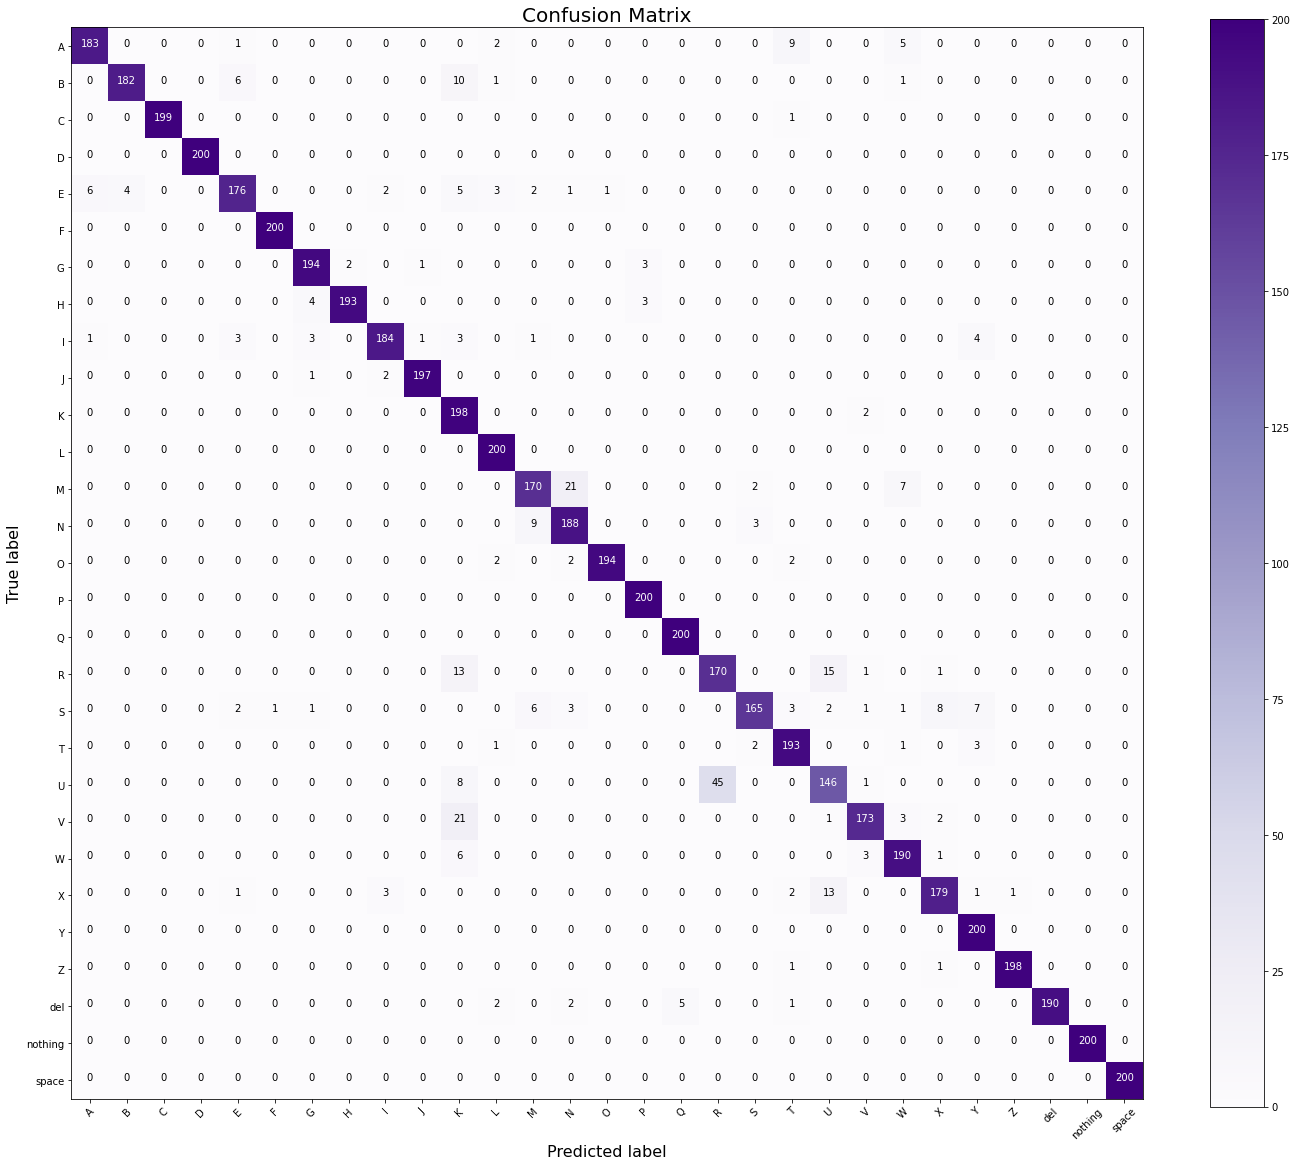 Confusion Matrix
A 183 0 0 0 1 0 0 0 0 0 0 2 0 0 0 0 0 0 0 9 0 0 5 0 0 0 0 0 0
B 0 182 0 0 6 0 0 0 0 0 10 1 0 0 0 0 0 0 0 0 0 0 1 0 0 0 0 0 0
C 0 0 199 0 0 0 0 0 0 0 0 0 0 0 0 0 0 0 0 1 0 0 0 0 0 0 0 0 0
D 0 0 0 200 0 0 0 0 0 0 0 0 0 0 0 0 0 0 0 0 0 0 0 0 0 0 0 0 0
E 6 4 0 0 176 0 0 0 2 0 5 3 2 1 1 0 0 0 0 0 0 0 0 0 0 0 0 0 0
F 0 0 0 0 0 200 0 0 0 0 0 0 0 0 0 0 0 0 0 0 0 0 0 0 0 0 0 0 0
G 0 0 0 0 0 0 194 2 0 1 0 0 0 0 0 3 0 0 0 0 0 0 0 0 0 0 0 0 0
H 0 0 0 0 0 0 4 193 0 0 0 0 0 0 0 3 0 0 0 0 0 0 0 0 0 0 0 0 0
I 1 0 0 0 3 0 3 0 184 1 3 0 1 0 0 0 0 0 0 0 0 0 0 0 4 0 0 0 0
J 0 0 0 0 0 0 1 0 2 197 0 0 0 0 0 0 0 0 0 0 0 0 0 0 0 0 0 0 0
K 0 0 0 0 0 0 0 0 0 0 198 0 0 0 0 0 0 0 0 0 0 2 0 0 0 0 0 0 0
L 0 0 0 0 0 0 0 0 0 0 0 200 0 0 0 0 0 0 0 0 0 0 0 0 0 0 0 0 0
M 0 0 0 0 0 0 0 0 0 0 0 0 170 21 0 0 0 0 2 0 0 0 7 0 0 0 0 0 0
N 0 0 0 0 0 0 0 0 0 0 0 0 9 188 0 0 0 0 3 0 0 0 0 0 0 0 0 0 0
O 0 0 0 0 0 0 0 0 0 0 0 2 0 2 194 0 0 0 0 2 0 0 0 0 0 0 0 0 0
P 0 0 0 0 0 0 0 0 0 0 0 0 0 0 0 200 0 0 0 0 0 0 0 0 0 0 0 0 0
Q 0 0 0 0 0 0 0 0 0 0 0 0 0 0 0 0 200 0 0 0 0 0 0 0 0 0 0 0 0
R 0 0 0 0 0 0 0 0 0 0 13 0 0 0 0 0 0 170 0 0 15 1 0 1 0 0 0 0 0
S 0 0 0 0 2 1 1 0 0 0 0 0 6 3 0 0 0 0 165 3 2 1 1 8 7 0 0 0 0
T 0 0 0 0 0 0 0 0 0 0 0 1 0 0 0 0 0 0 2 193 0 0 1 0 3 0 0 0 0
U 0 0 0 0 0 0 0 0 0 0 8 0 0 0 0 0 0 45 0 0 146 1 0 0 0 0 0 0 0
V 0 0 0 0 0 0 0 0 0 0 21 0 0 0 0 0 0 0 0 0 1 173 3 2 0 0 0 0 0
W 0 0 0 0 0 0 0 0 0 0 6 0 0 0 0 0 0 0 0 0 0 3 190 1 0 0 0 0 0
X 0 0 0 0 1 0 0 0 3 0 0 0 0 0 0 0 0 0 0 2 13 0 0 179 1 1 0 0 0
Y 0 0 0 0 0 0 0 0 0 0 0 0 0 0 0 0 0 0 0 0 0 0 0 0 200 0 0 0 0
Z 0 0 0 0 0 0 0 0 0 0 0 0 0 0 0 0 0 0 0 1 0 0 0 1 0 198 0 0 0
del 0 0 0 0 0 0 0 0 0 0 0 2 0 2 0 0 5 0 0 1 0 0 0 0 0 0 190 0 0
nothing 0 0 0 0 0 0 0 0 0 0 0 0 0 0 0 0 0 0 0 0 0 0 0 0 0 0 0 200 0
space 0 0 0 0 0 0 0 0 0 0 0 0 0 0 0 0 0 0 0 0 0 0 0 0 0 0 0 0 200
A B C D E F G H I J K L M N O P Q R S T U V W X Y Z del nothing space
Predicted label
True label
200
175
150
125
100
75
50
25
0